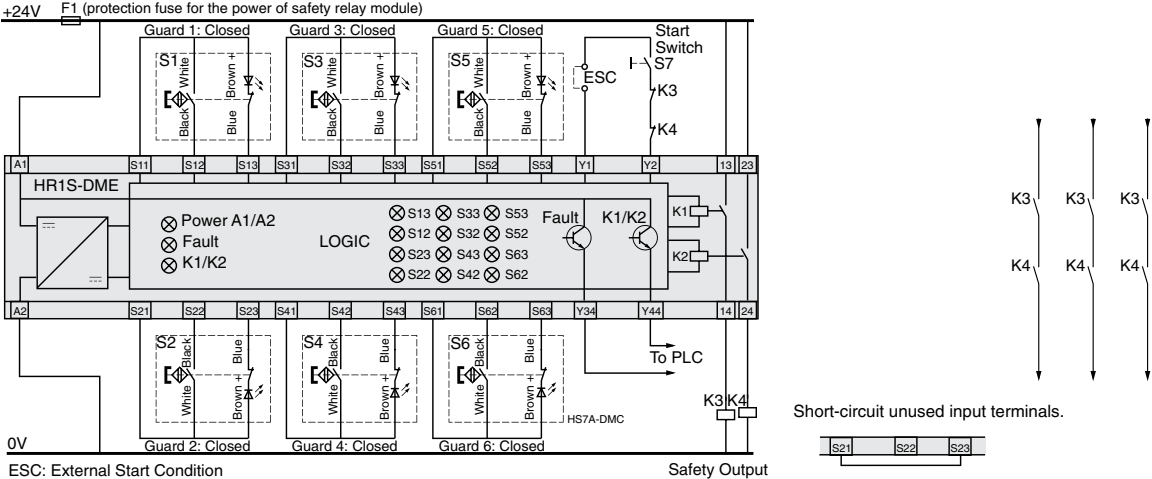 +24V
F1 (protection fuse for the power of safety relay module)
Guard 1: Closed
Guard 3: Closed
Guard 5: Closed
Start
Switch
S1
White
Brown +
Black
Blue
S3
White
Brown +
Black
Blue
S5
White
Brown +
Black
Blue
ESC
S7
K3
K4
A1
S11
S12
S13
S31
S32
S33
S51
S52
S53
Y1
Y2
13
23
HR1S-DME
Power A1/A2
Fault
K1/K2
LOGIC
S13
S33
S53
S12
S32
S52
S23
S43
S63
S22
S42
S62
Fault
K1/K2
K1
K2
A2
S21
S22
S23
S41
S42
S43
S61
S62
S63
Y34
Y44
14
24
S2
Black
Blue
White
Brown +
S4
Black
Blue
White
Brown +
S6
Black
Blue
White
Brown +
HS7A-DMC
To PLC
K3
K4
0V
Guard 2: Closed
Guard 4: Closed
Guard 6: Closed
ESC: External Start Condition
Safety Output
K3
K3
K3
K4
K4
K4
Short-circuit unused input terminals.
S21
S22
S23